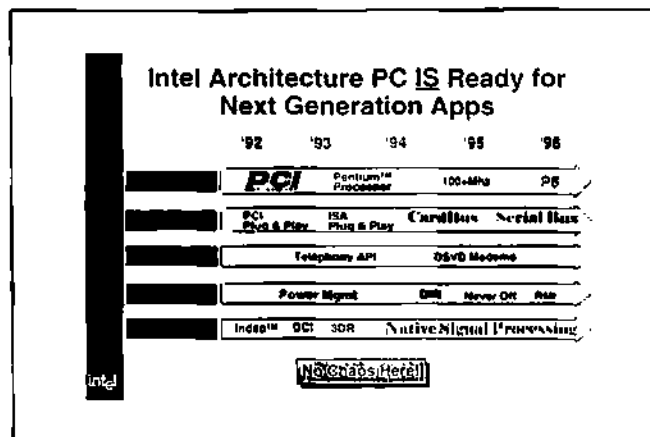 Intel Architecture PC IS Ready for
Next Generation Apps
'92 '93 '94 '95 '96
PCI Pentium™ Processor 100+Mhz P6
PCI Plug & Play ISA Plug & Play CardBus Serial Bus
Telephony API DSVD Modems
Power Mgmt DMI Never Off
Indeo™ DCI 3DR Native Signal Processing
intel
No Chaos Here!